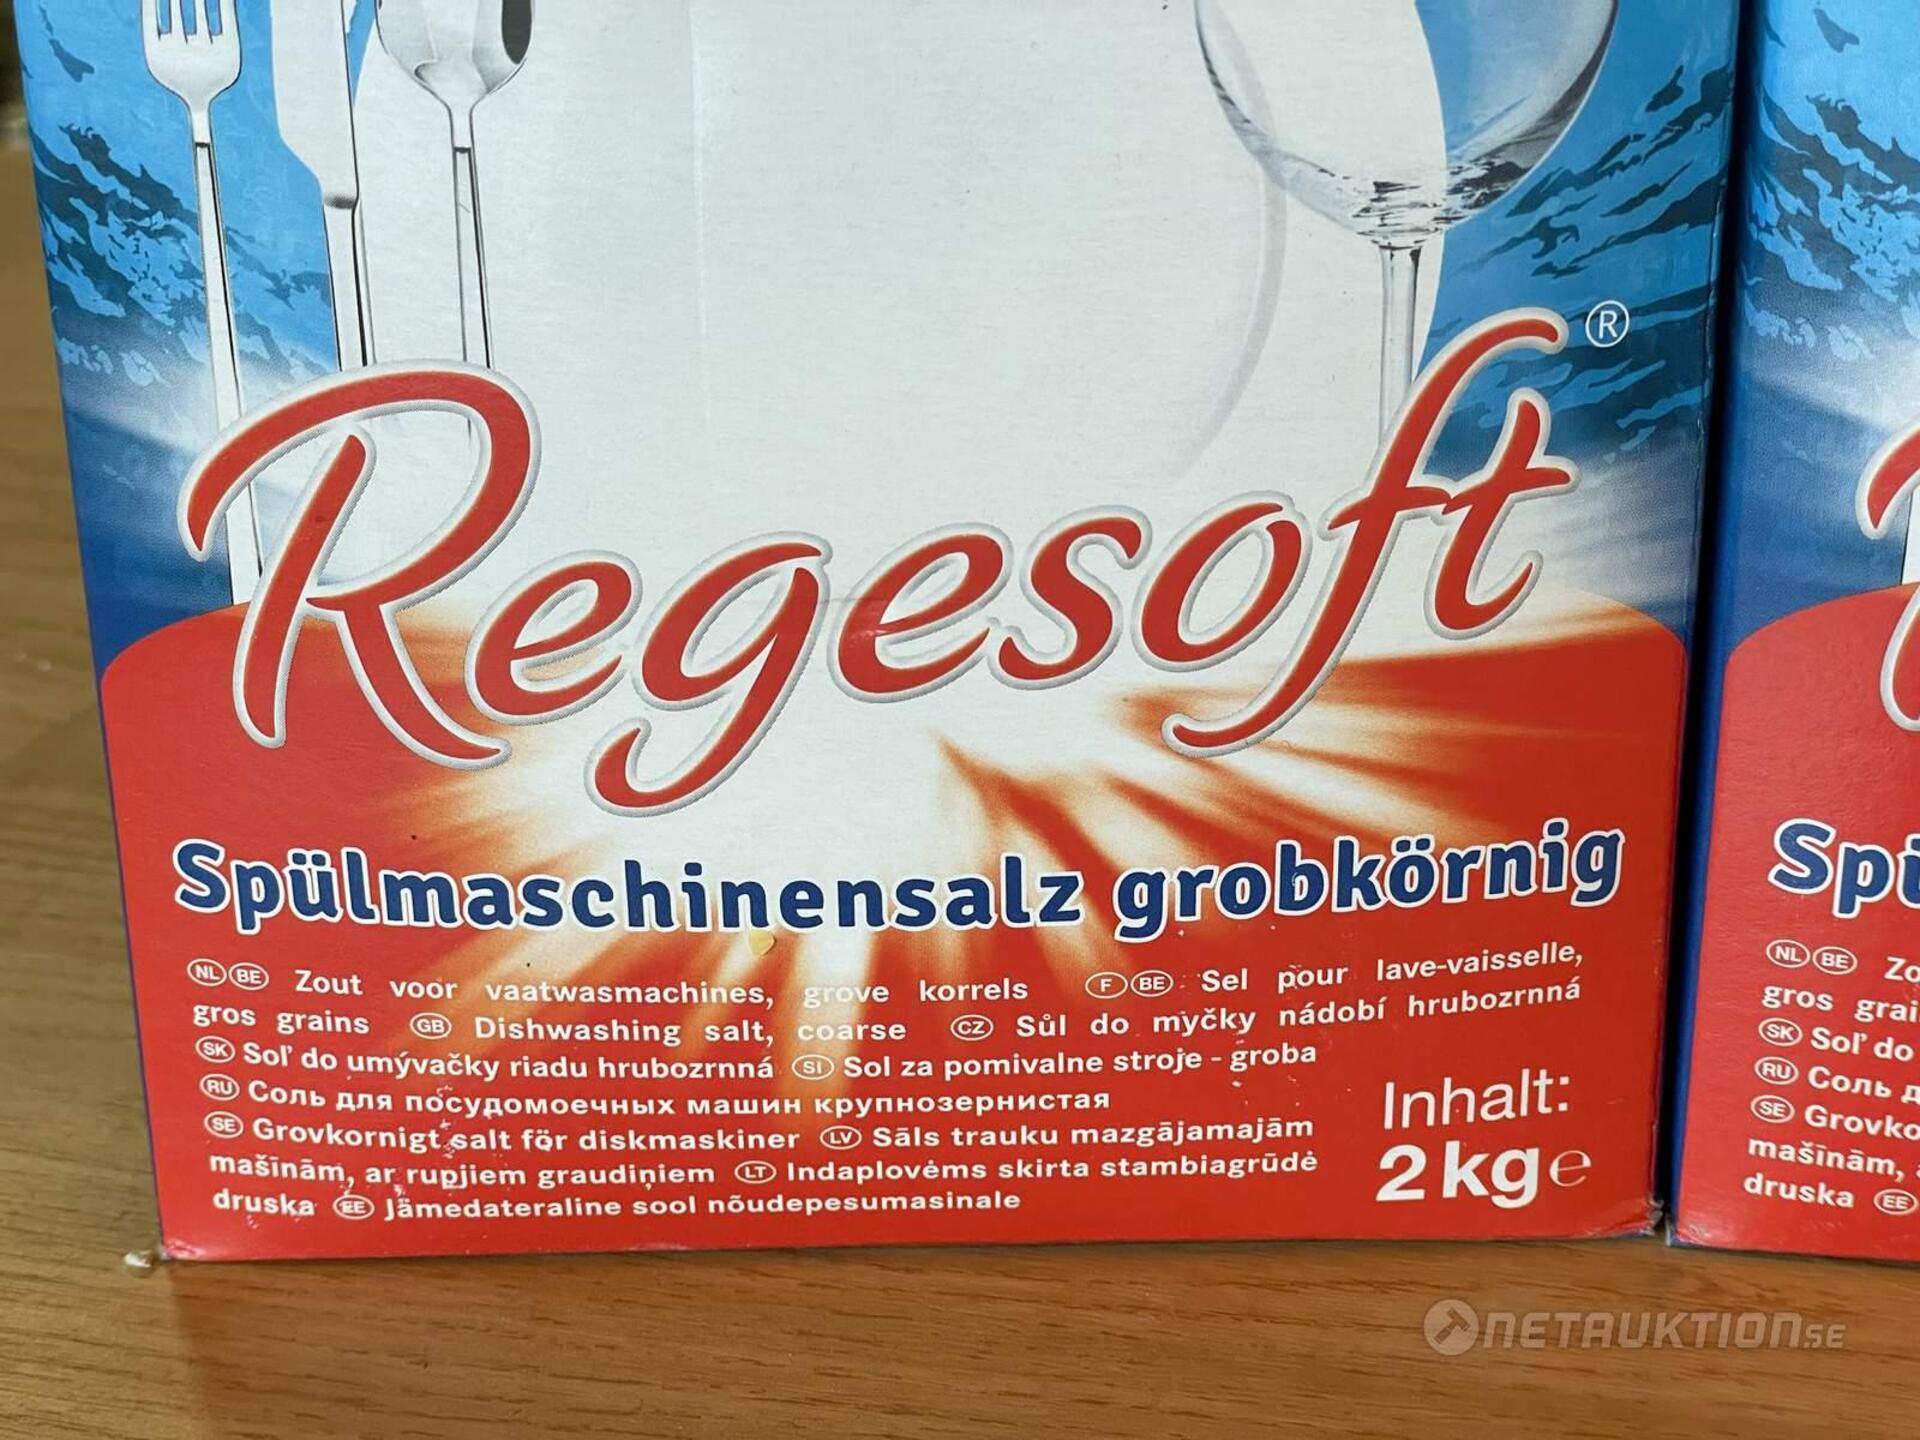 Regesoft®
Spülmaschinensalz grobkörnig
NL BE Zout voor vaatwasmachines, grove korrels F BE Sel pour lave-vaisselle,
gros grains GB Dishwashing salt, coarse CZ Sůl do myčky nádobí hrubozrnná
SK Soľ do umývačky riadu hrubozrnná SI Sol za pomivalne stroje - groba
RU Соль для посудомоечных машин крупнозернистая
SE Grovkornigt salt för diskmaskiner LV Sāls trauku mazgājamajām
mašīnām, ar rupjiem graudiņiem LT Indaplovėms skirta stambiagrūdė
druska EE Jämedateraline sool nõudepesumasinale
Inhalt:
2 kg e
Spü
NL BE Zo
gros grai
SK Soľ do
RU Соль д
SE Grovko
mašīnām,
druska EE
NETAUKTION.SE